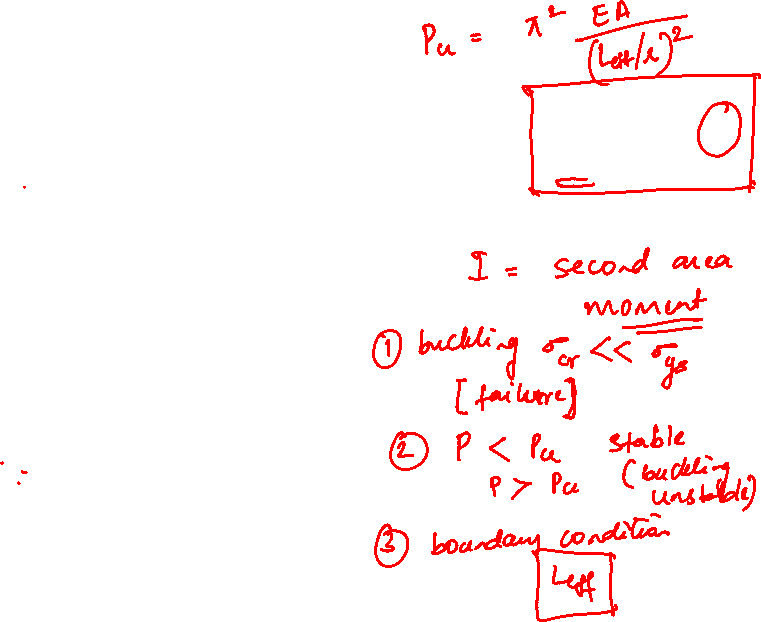 Pcr = π² EA / (Leff/r)²
I = second area
moment
① buckling σcr << σys
[failure]
② P < Pcr stable
P > Pcr (buckling
unstable)
③ boundary condition
Leff